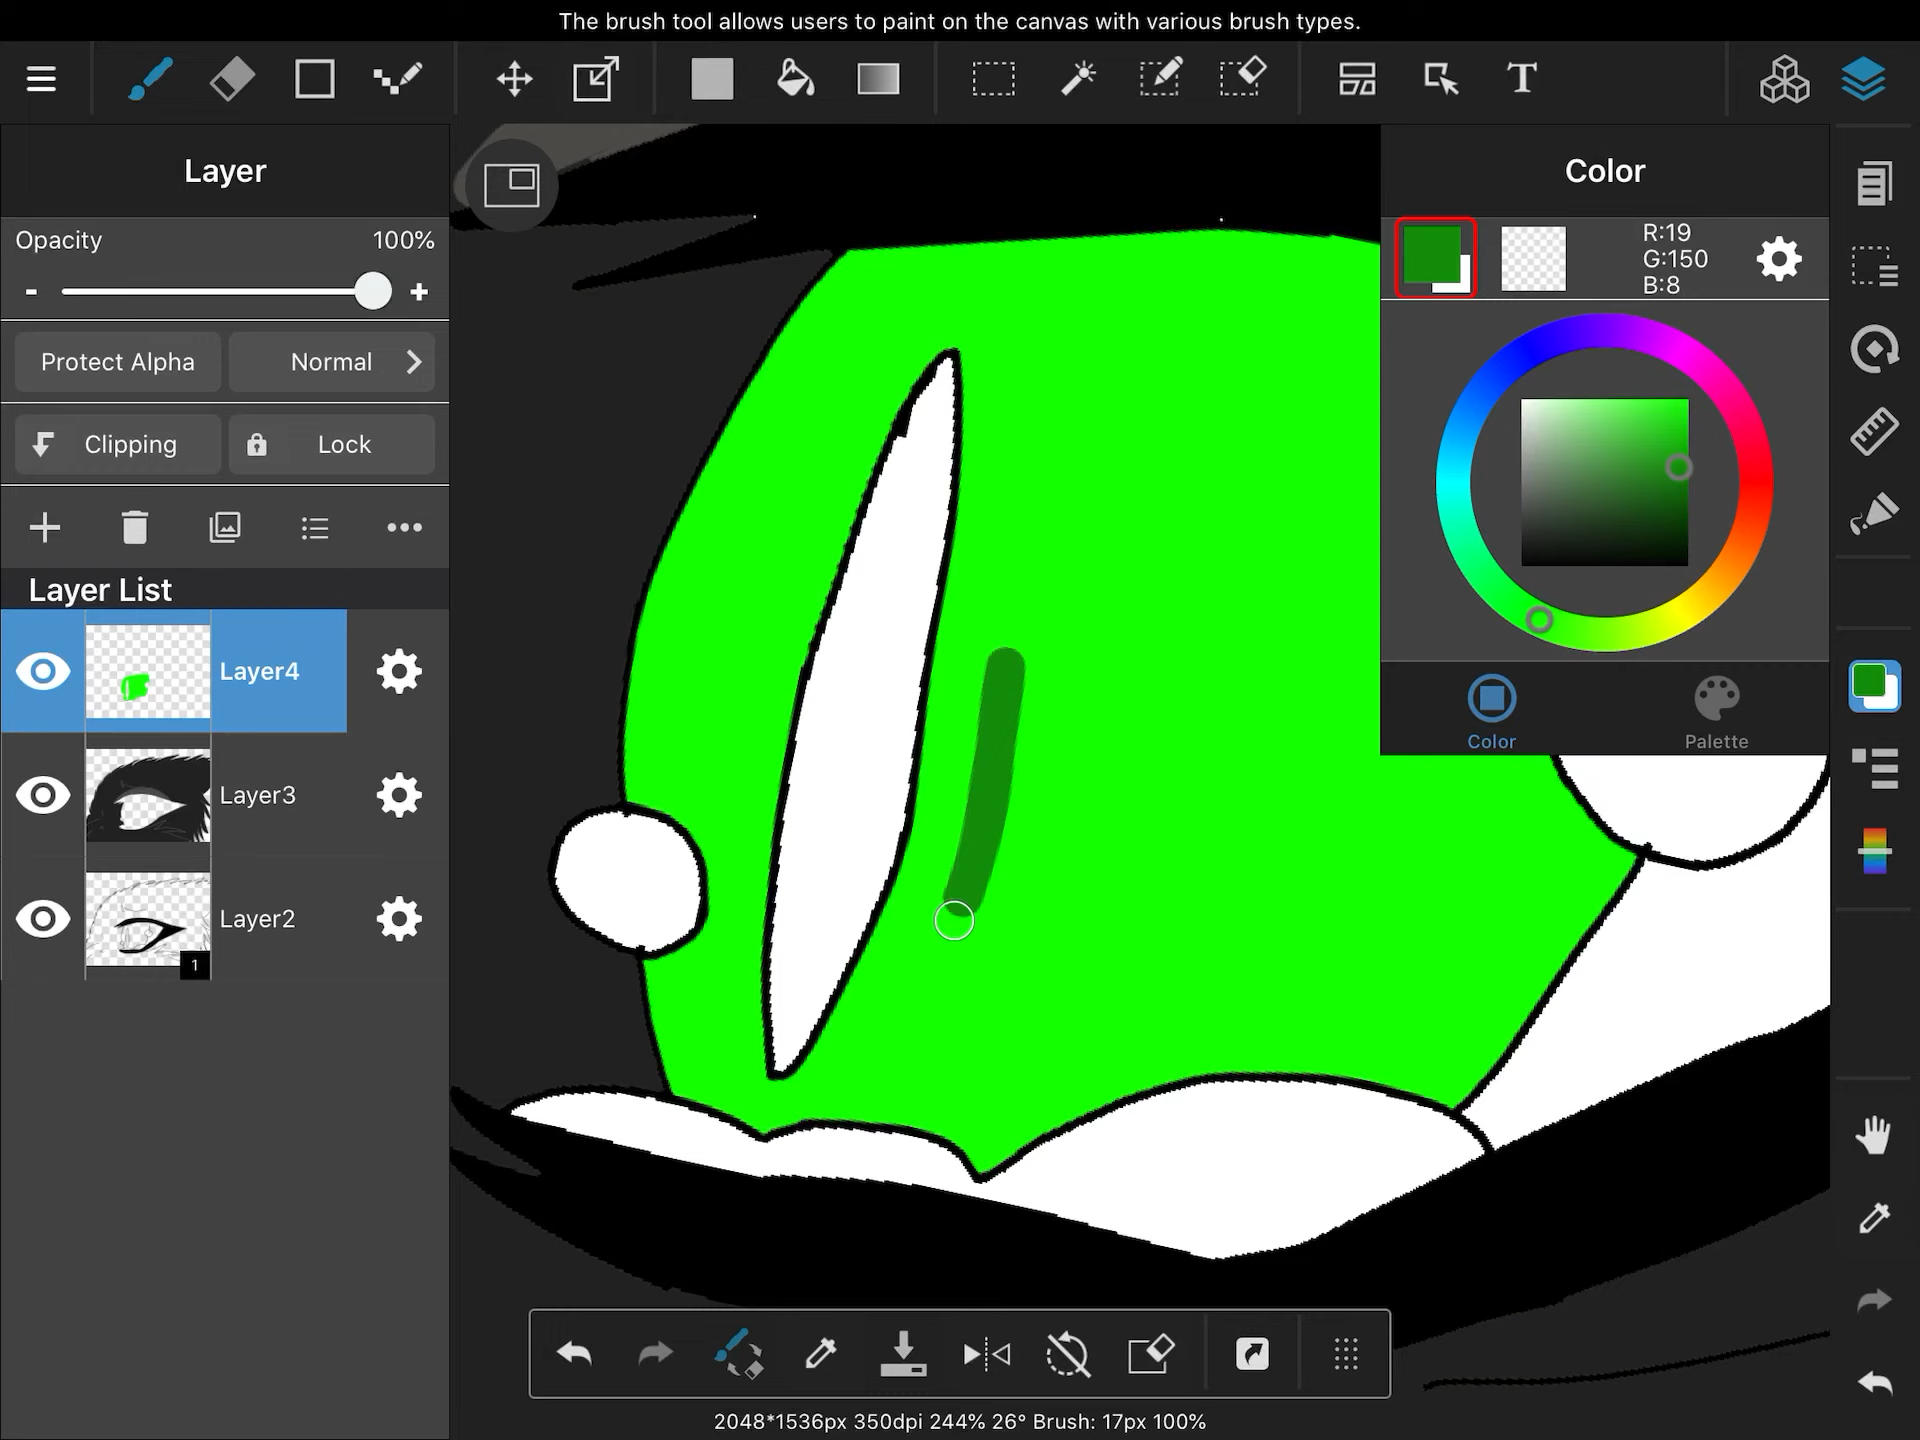 The brush tool allows users to paint on the canvas with various brush types.
T
Layer
Opacity 100%
- +
Protect Alpha Normal
Clipping Lock
Layer List
Layer4
Layer3
Layer2
1
Color
R:19
G:150
B:8
Color Palette
2048*1536px 350dpi 244% 26° Brush: 17px 100%